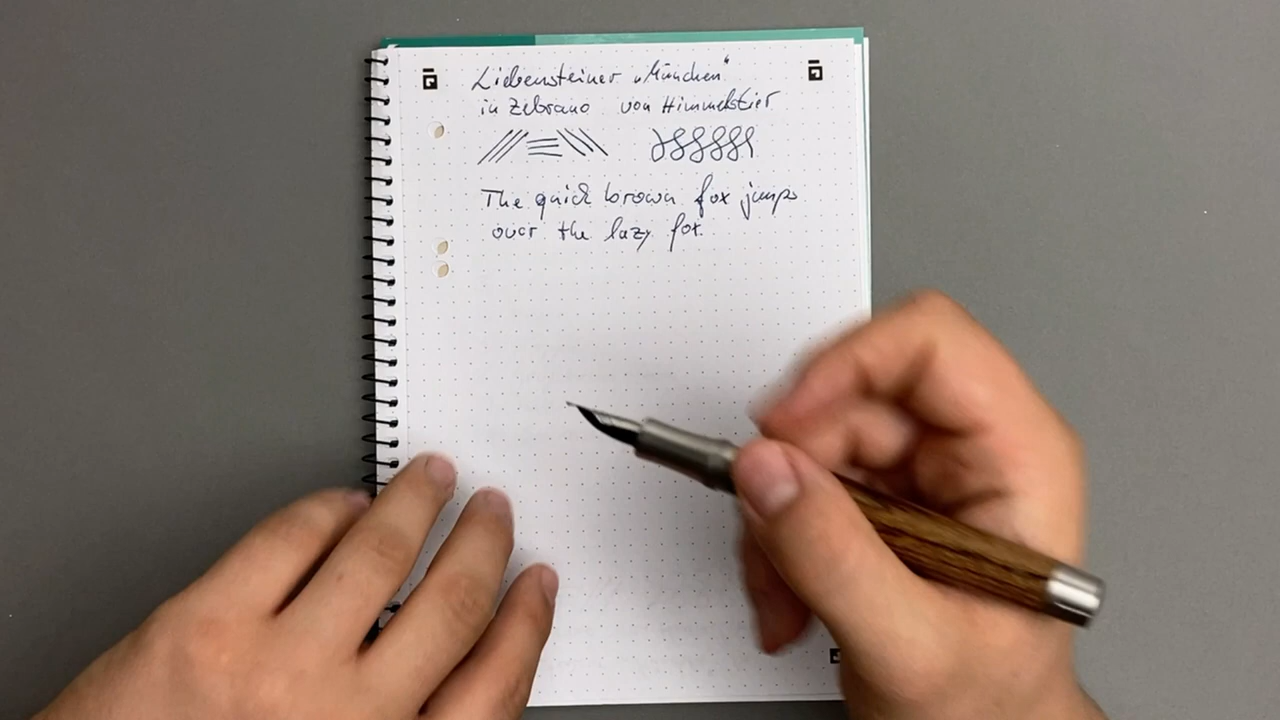 Liebensteiner „München“
in Zebrano von Himmelstier
The quick brown fox jumps
over the lazy fox.